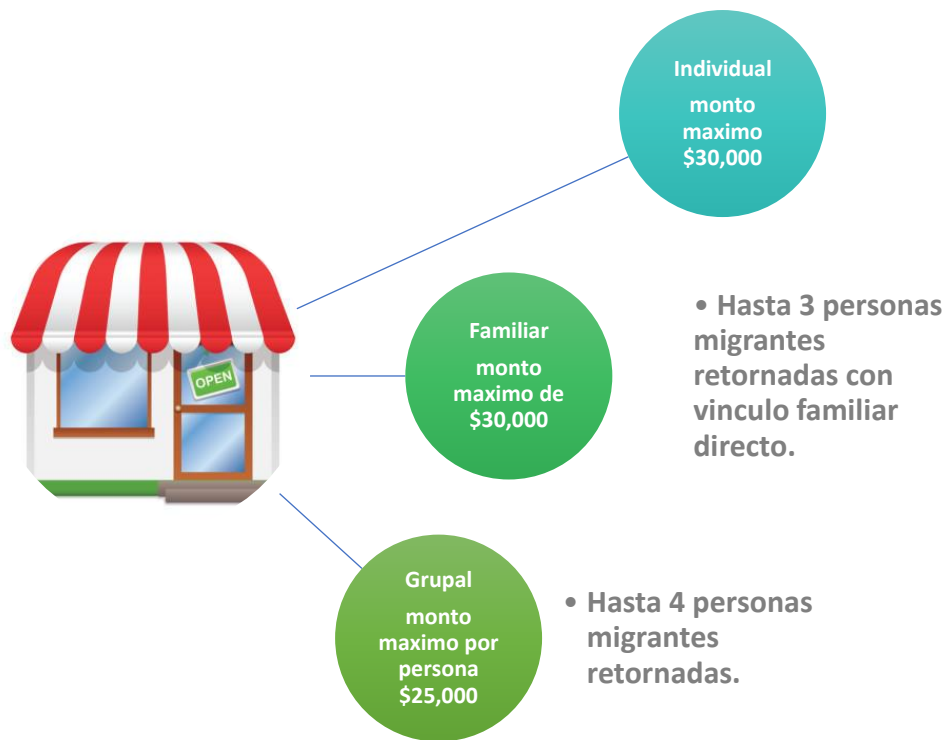 Individual
monto
maximo
$30,000
OPEN
Familiar
monto
maximo de
$30,000
• Hasta 3 personas
migrantes
retornadas con
vinculo familiar
directo.
Grupal
monto
maximo por
persona
$25,000
• Hasta 4 personas
migrantes
retornadas.